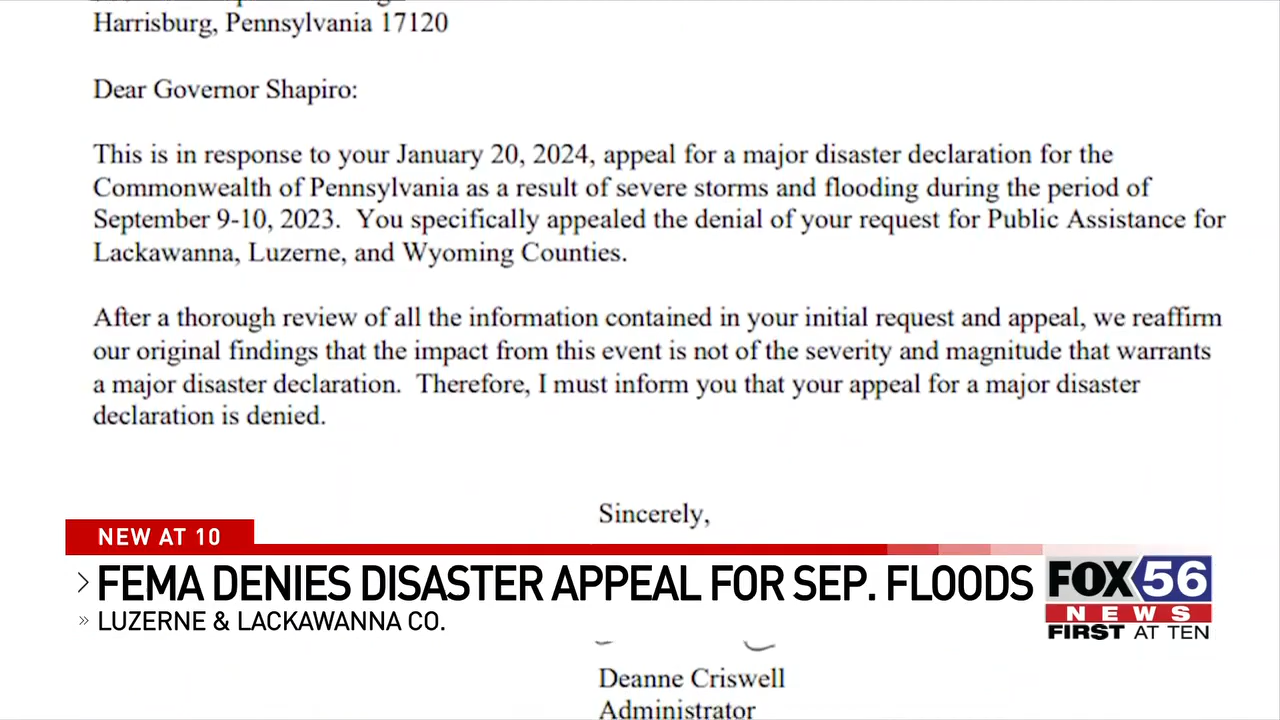 Harrisburg, Pennsylvania 17120
Dear Governor Shapiro:
This is in response to your January 20, 2024, appeal for a major disaster declaration for the
Commonwealth of Pennsylvania as a result of severe storms and flooding during the period of
September 9-10, 2023.  You specifically appealed the denial of your request for Public Assistance for
Lackawanna, Luzerne, and Wyoming Counties.
After a thorough review of all the information contained in your initial request and appeal, we reaffirm
our original findings that the impact from this event is not of the severity and magnitude that warrants
a major disaster declaration.  Therefore, I must inform you that your appeal for a major disaster
declaration is denied.
Sincerely,
NEW AT 10
FEMA DENIES DISASTER APPEAL FOR SEP. FLOODS
LUZERNE & LACKAWANNA CO.
FOX 56
NEWS
FIRST AT TEN
Deanne Criswell
Administrator